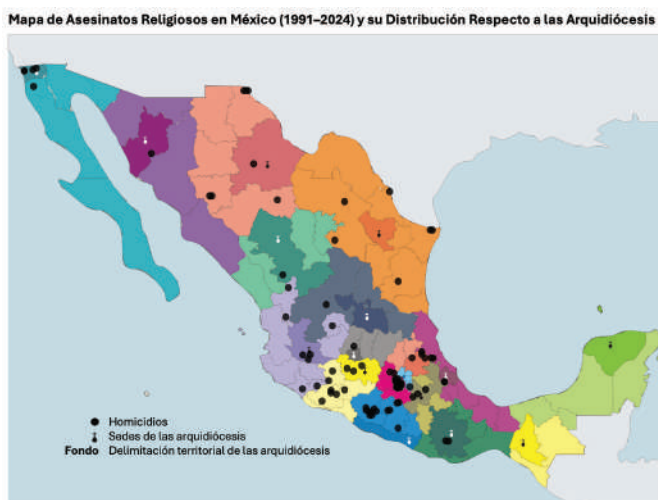 Mapa de Asesinatos Religiosos en México (1991–2024) y su Distribución Respecto a las Arquidiócesis
Homicidios
Sedes de las arquidiócesis
Fondo Delimitación territorial de las arquidiócesis